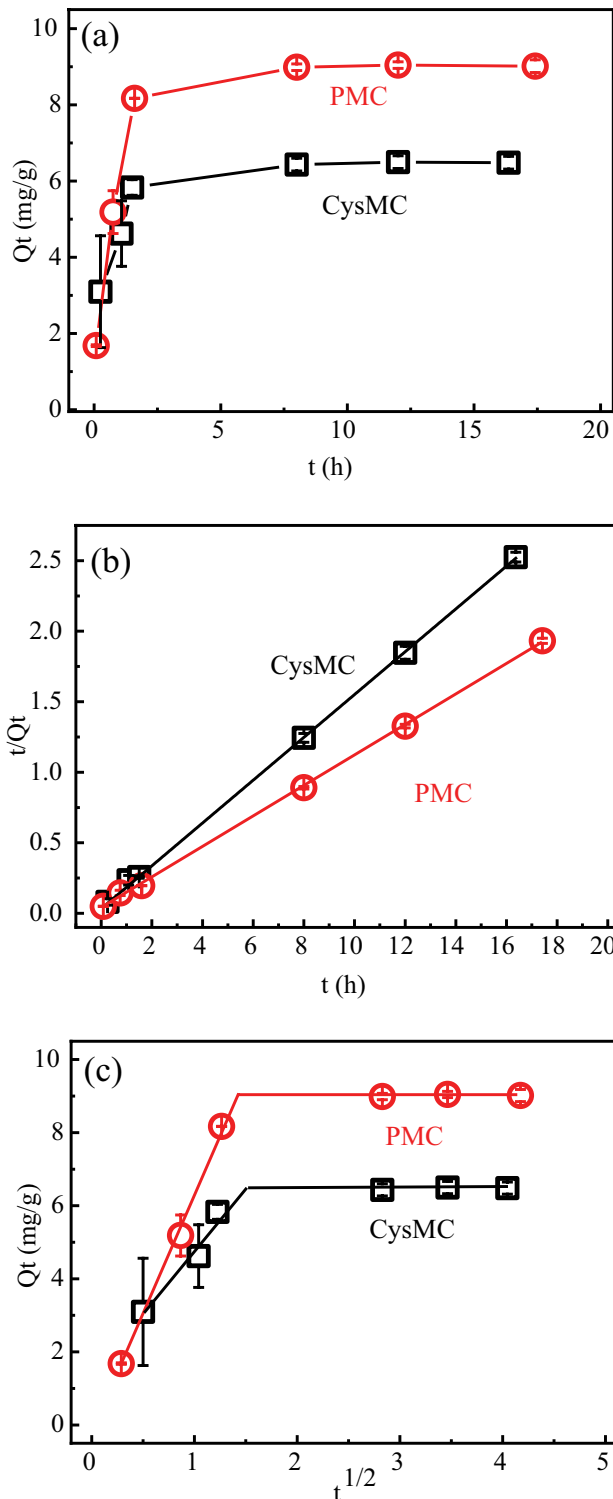 (a)
10
8
6
4
2
0
Qt (mg/g)
PMC
CysMC
0 5 10 15 20
t (h)
(b)
2.5
2.0
1.5
1.0
0.5
0.0
t/Qt
CysMC
PMC
0 2 4 6 8 10 12 14 16 18 20
t (h)
(c)
10
8
6
4
2
0
Qt (mg/g)
PMC
CysMC
0 1 2 3 4 5
t^1/2